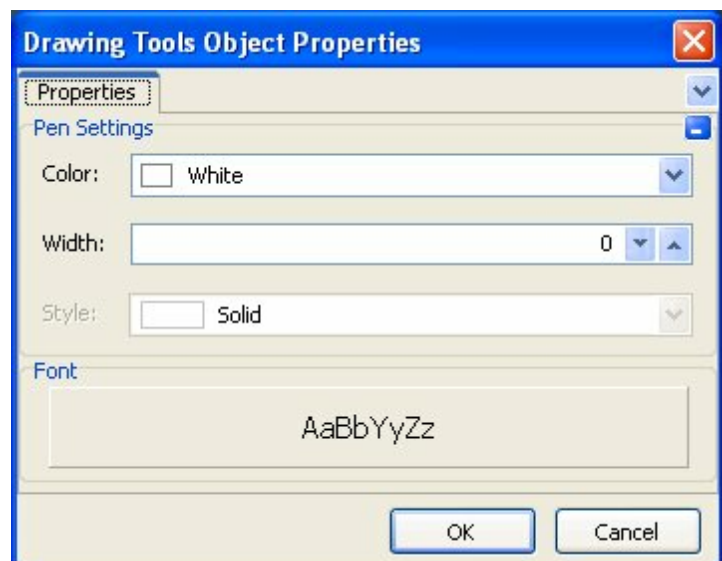 Drawing Tools Object Properties
Properties
Pen Settings
Color: White
Width: 0
Style: Solid
Font
AaBbYyZz
OK Cancel